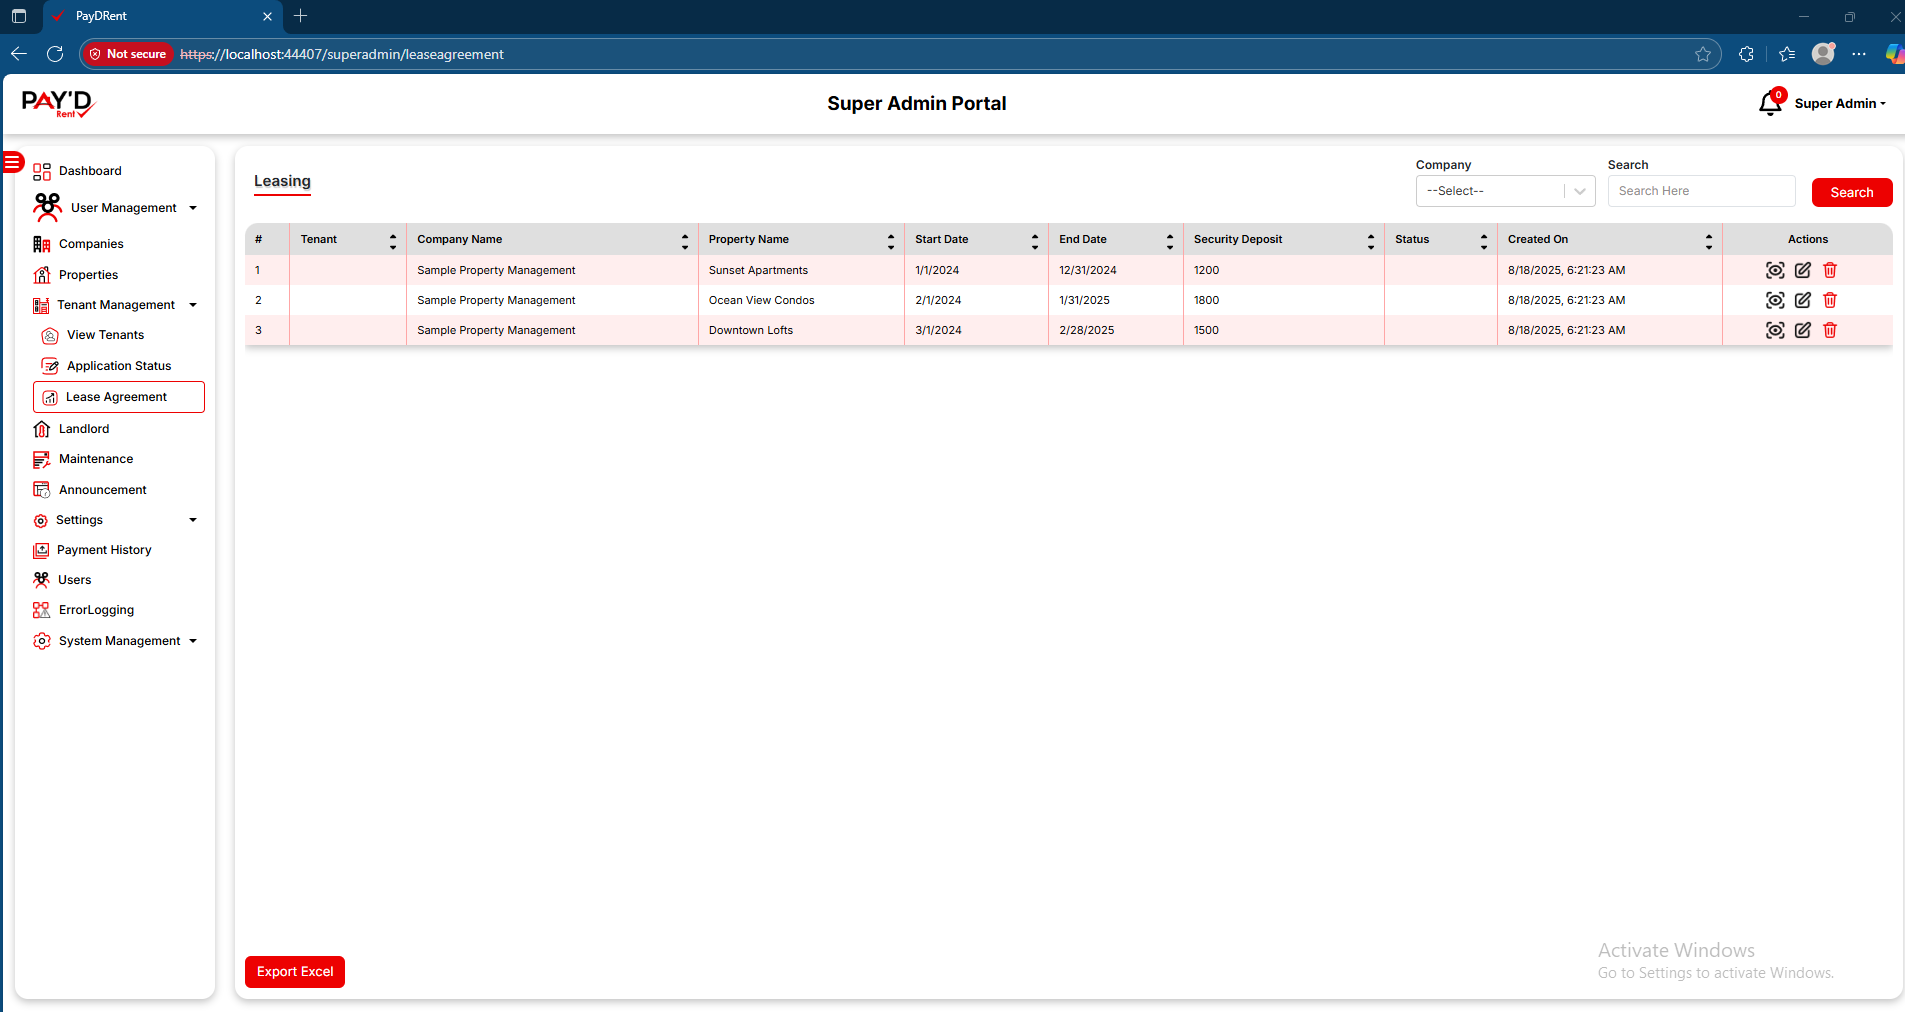 PayDRent
Not secure https://localhost:44407/superadmin/leaseagreement
PAY'D
Rent
Super Admin Portal
0
Super Admin
Dashboard
User Management
Companies
Properties
Tenant Management
View Tenants
Application Status
Lease Agreement
Landlord
Maintenance
Announcement
Settings
Payment History
Users
ErrorLogging
System Management
Leasing
Company
--Select--
Search
Search Here
Search
# Tenant Company Name Property Name Start Date End Date Security Deposit Status Created On Actions
1 Sample Property Management Sunset Apartments 1/1/2024 12/31/2024 1200 8/18/2025, 6:21:23 AM
2 Sample Property Management Ocean View Condos 2/1/2024 1/31/2025 1800 8/18/2025, 6:21:23 AM
3 Sample Property Management Downtown Lofts 3/1/2024 2/28/2025 1500 8/18/2025, 6:21:23 AM
Export Excel
Activate Windows
Go to Settings to activate Windows.